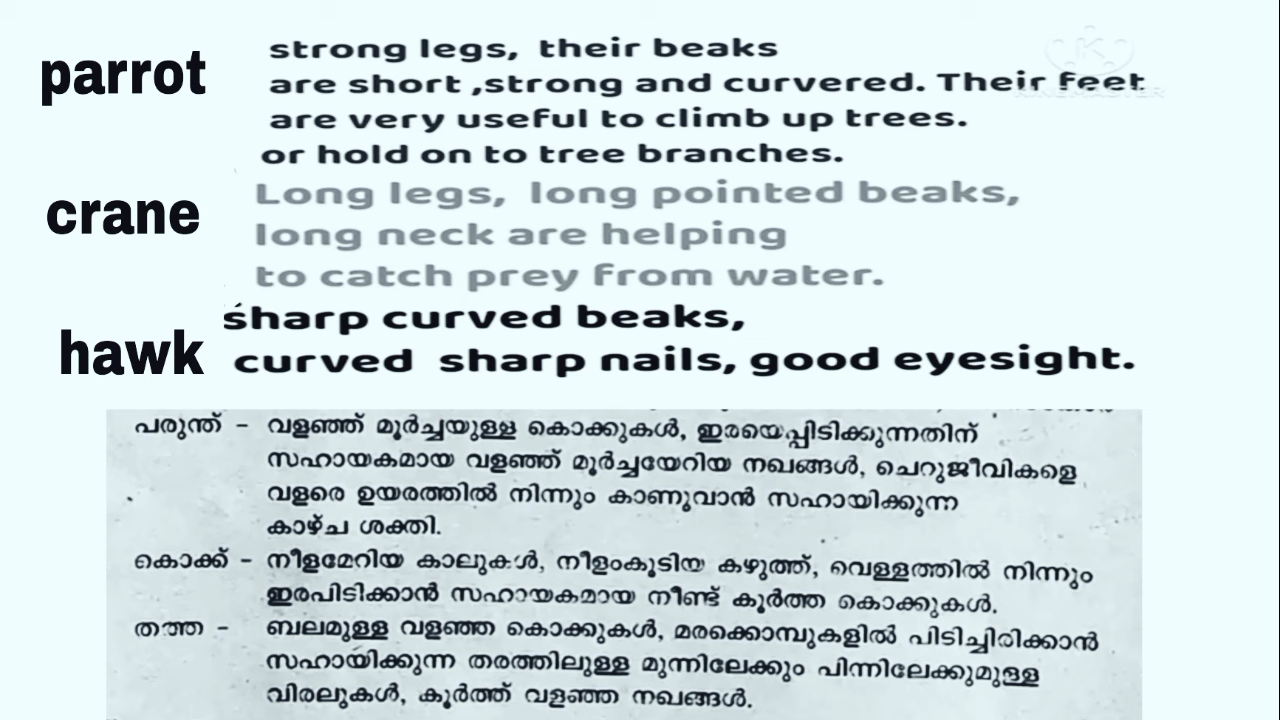 parrot
strong legs, their beaks
are short ,strong and curvered. Their feet
are very useful to climb up trees.
or hold on to tree branches.
crane
Long legs, long pointed beaks,
long neck are helping
to catch prey from water.
hawk
sharp curved beaks,
curved sharp nails, good eyesight.
പരുന്ത് - വളഞ്ഞ് മൂർച്ചയുള്ള കൊക്കുകൾ, ഇരയെപ്പിടിക്കുന്നതിന്
സഹായകമായ വളഞ്ഞ് മൂർച്ചയേറിയ നഖങ്ങൾ, ചെറുജീവികളെ
വളരെ ഉയരത്തിൽ നിന്നും കാണുവാൻ സഹായിക്കുന്ന
കാഴ്ച ശക്തി.
കൊക്ക് - നീളമേറിയ കാലുകൾ, നീളംകൂടിയ കഴുത്ത്, വെള്ളത്തിൽ നിന്നും
ഇരപിടിക്കാൻ സഹായകമായ നീണ്ട് കൂർത്ത കൊക്കുകൾ.
തത്ത - ബലമുള്ള വളഞ്ഞ കൊക്കുകൾ, മരക്കൊമ്പുകളിൽ പിടിച്ചിരിക്കാൻ
സഹായിക്കുന്ന തരത്തിലുള്ള മുന്നിലേക്കും പിന്നിലേക്കുമുള്ള
വിരലുകൾ, കൂർത്ത് വളഞ്ഞ നഖങ്ങൾ.